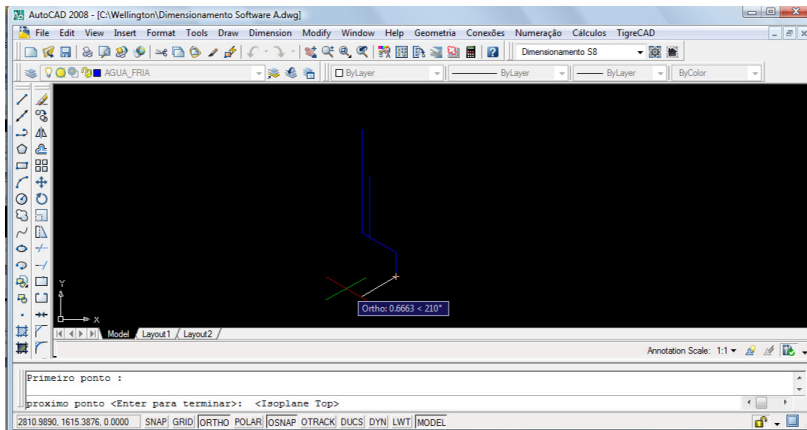 AutoCAD 2008 - [C:\Wellington\Dimensionamento Software A.dwg]
File Edit View Insert Format Tools Draw Dimension Modify Window Help Geometria Conexões Numeração Cálculos TigreCAD
Dimensionamento S8
AGUA_FRIA ByLayer ByLayer ByLayer ByColor
Ortho: 0.6663 < 210°
Y
X
Model Layout1 Layout2
Annotation Scale: 1:1
Primeiro ponto :
proximo ponto <Enter para terminar>: <Isoplane Top>
2810.9890, 1615.3876, 0.0000 SNAP GRID ORTHO POLAR OSNAP OTRACK DUCS DYN LWT MODEL